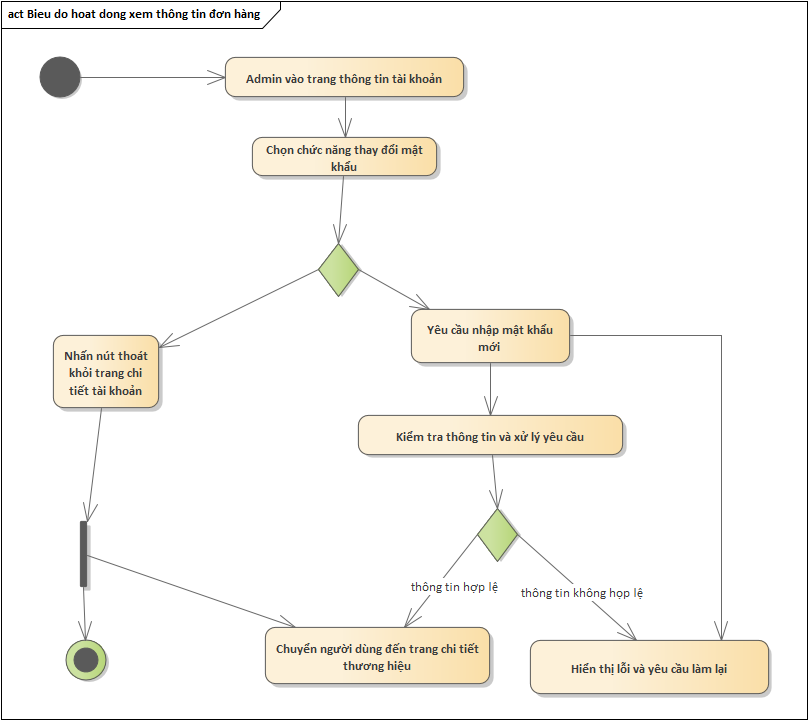 act Bieu do hoat dong xem thông tin đơn hàng
Admin vào trang thông tin tài khoản
Chọn chức năng thay đổi mật
khẩu
Yêu cầu nhập mật khẩu
mới
Nhấn nút thoát
khỏi trang chi
tiết tài khoản
Kiểm tra thông tin và xử lý yêu cầu
thông tin hợp lệ
thông tin không họp lệ
Chuyển người dùng đến trang chi tiết
thương hiệu
Hiển thị lỗi và yêu cầu làm lại